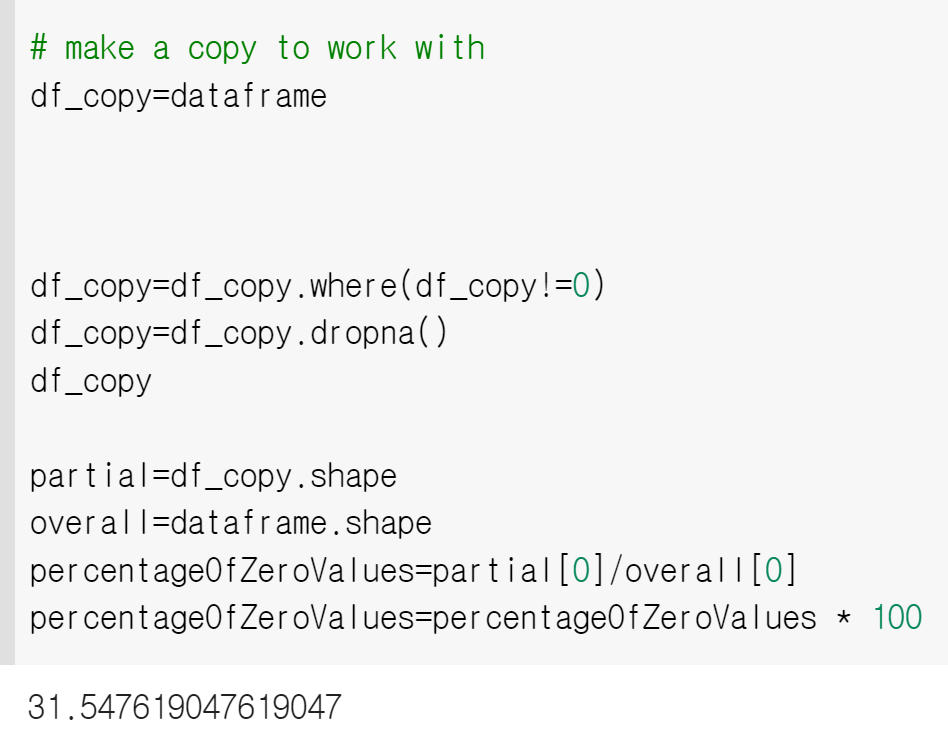 # make a copy to work with
df_copy=dataframe
df_copy=df_copy.where(df_copy!=0)
df_copy=df_copy.dropna()
df_copy
partial=df_copy.shape
overall=dataframe.shape
percentageOfZeroValues=partial[0]/overall[0]
percentageOfZeroValues=percentageOfZeroValues * 100
31.547619047619047